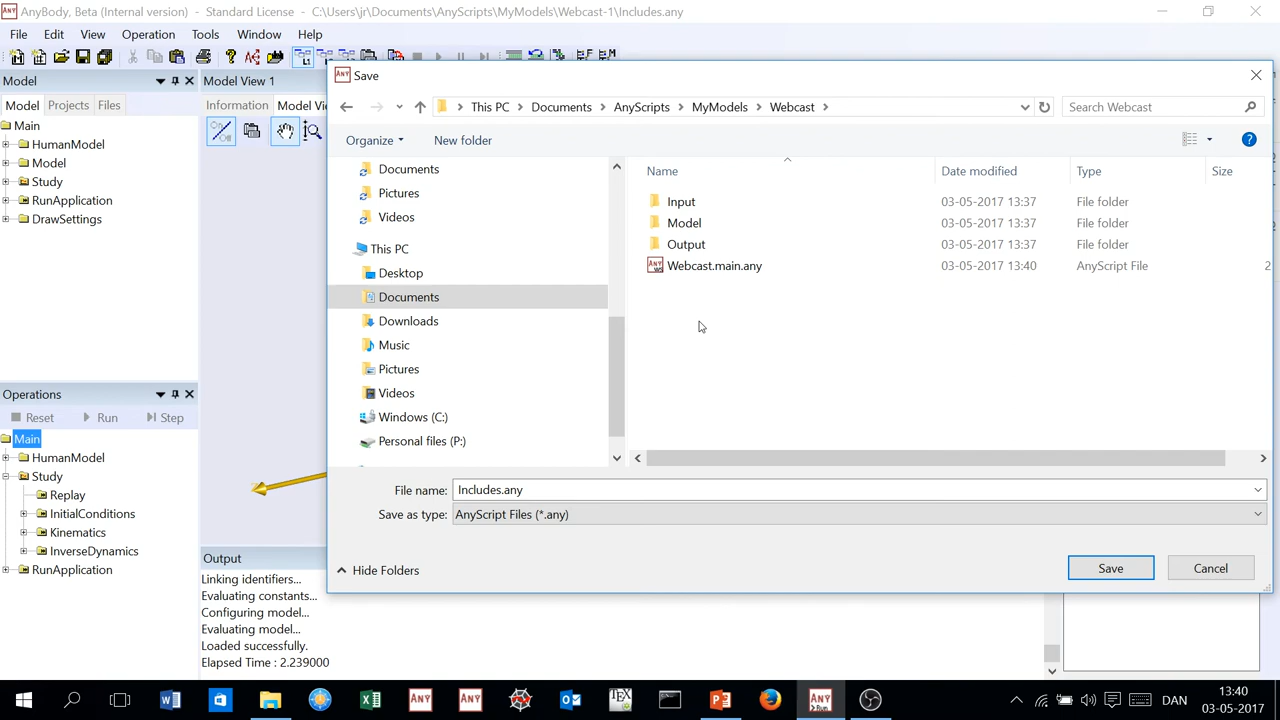 AnyBody, Beta (Internal version) - Standard License - C:\Users\jr\Documents\AnyScripts\MyModels\Webcast-1\Includes.any
File Edit View Operation Tools Window Help
Model
Model View 1
Model Projects Files
Information Model Vie
Main
HumanModel
Model
Study
RunApplication
DrawSettings
Operations
Reset Run Step
Main
HumanModel
Study
Replay
InitialConditions
Kinematics
InverseDynamics
RunApplication
Save
This PC > Documents > AnyScripts > MyModels > Webcast >
Search Webcast
Organize
New folder
Documents
Pictures
Videos
This PC
Desktop
Documents
Downloads
Music
Pictures
Videos
Windows (C:)
Personal files (P:)
Name Date modified Type Size
Input 03-05-2017 13:37 File folder
Model 03-05-2017 13:37 File folder
Output 03-05-2017 13:37 File folder
Webcast.main.any 03-05-2017 13:40 AnyScript File 2
File name: Includes.any
Save as type: AnyScript Files (*.any)
Hide Folders
Save
Cancel
Output
Linking identifiers...
Evaluating constants...
Configuring model...
Evaluating model...
Loaded successfully.
Elapsed Time : 2.239000
DAN
13:40
03-05-2017